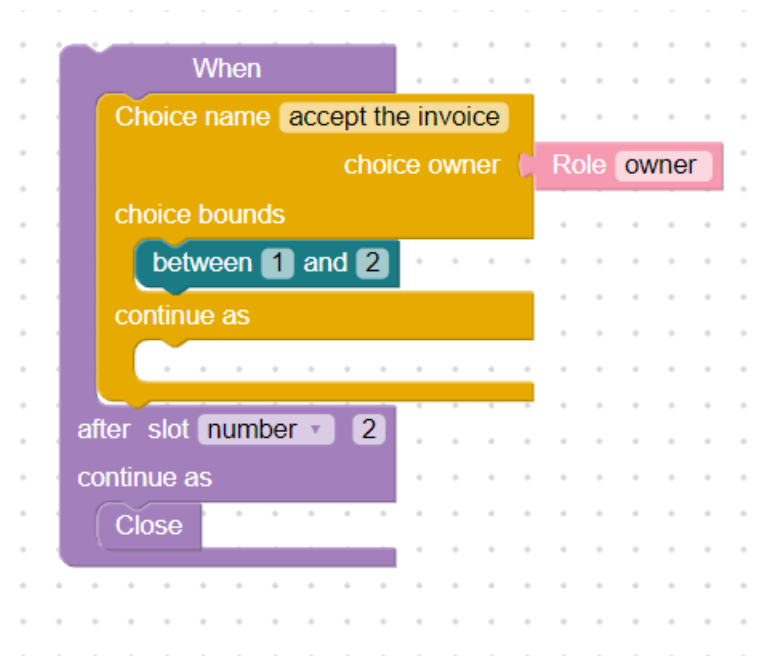 When
Choice name accept the invoice
choice owner Role owner
choice bounds
between 1 and 2
continue as
after slot number 2
continue as
Close